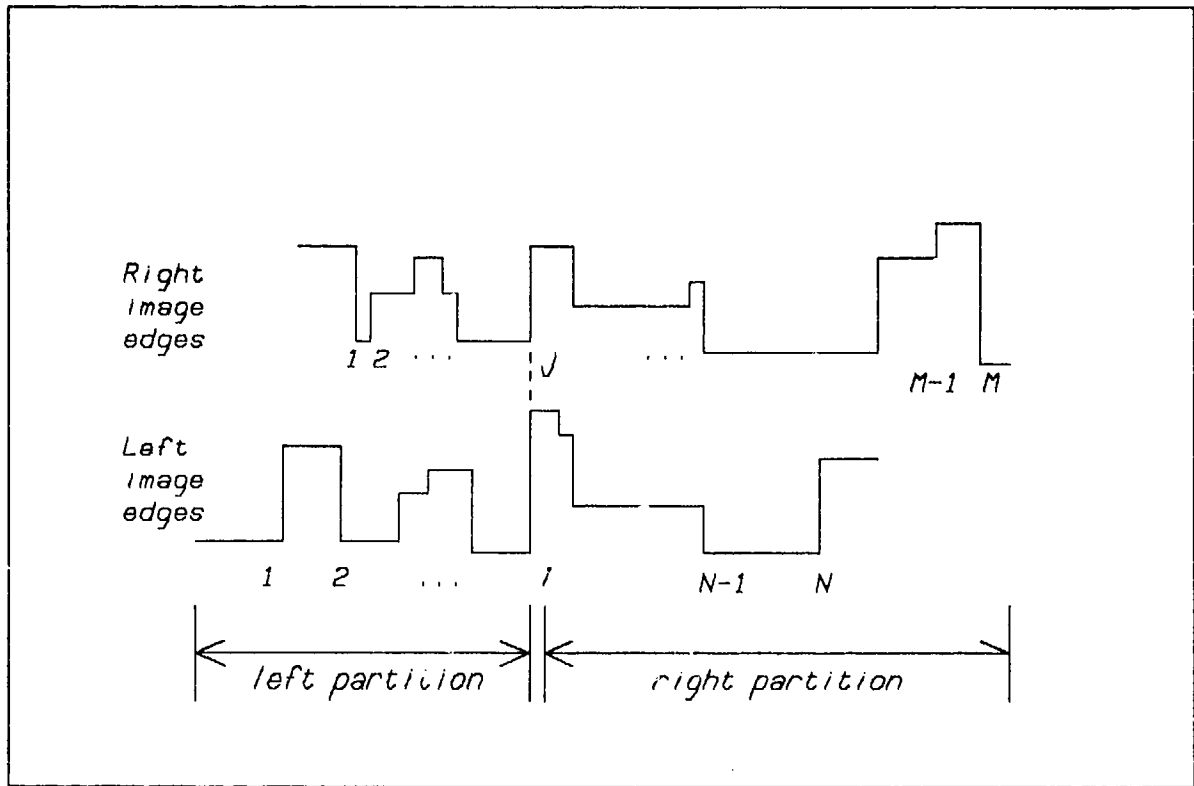 Right
image
edges
1 2 ... J ... M-1 M
Left
image
edges
1 2 ... i N-1 N
left partition right partition